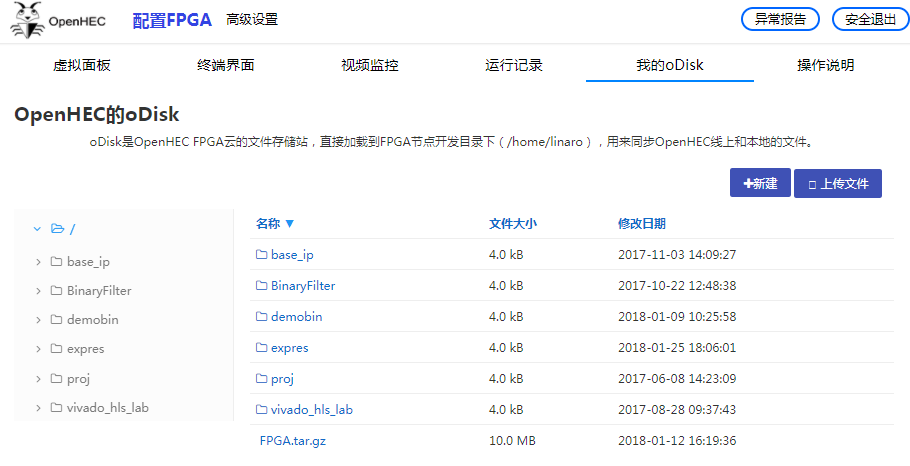 OpenHEC 配置FPGA 高级设置 异常报告 安全退出
虚拟面板 终端界面 视频监控 运行记录 我的oDisk 操作说明
OpenHEC的oDisk
oDisk是OpenHEC FPGA云的文件存储站，直接加载到FPGA节点开发目录下（/home/linaro），用来同步OpenHEC线上和本地的文件。
+新建 上传文件
/
base_ip
BinaryFilter
demobin
expres
proj
vivado_hls_lab
名称 ▼ 文件大小 修改日期
base_ip 4.0 kB 2017-11-03 14:09:27
BinaryFilter 4.0 kB 2017-10-22 12:48:38
demobin 4.0 kB 2018-01-09 10:25:58
expres 4.0 kB 2018-01-25 18:06:01
proj 4.0 kB 2017-06-08 14:23:09
vivado_hls_lab 4.0 kB 2017-08-28 09:37:43
FPGA.tar.gz 10.0 MB 2018-01-12 16:19:36